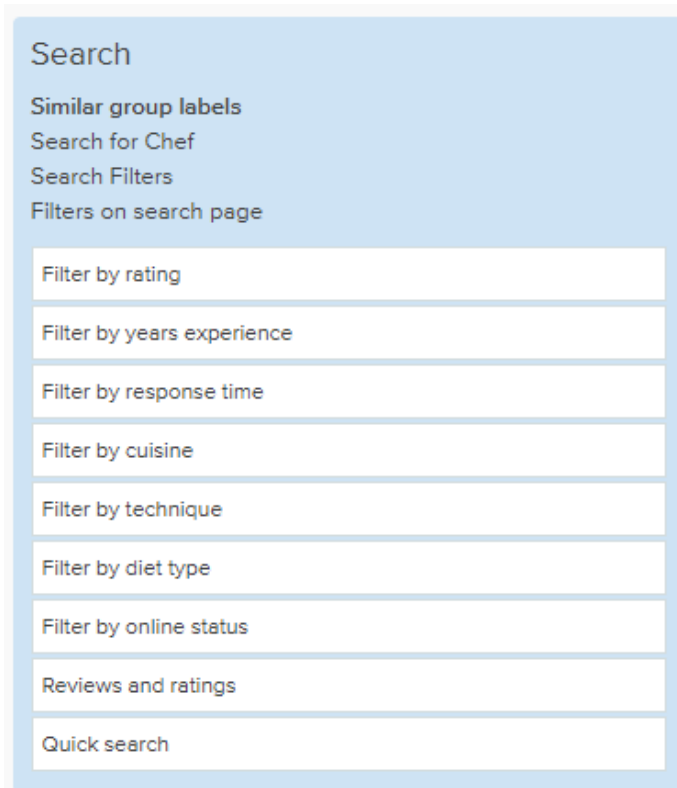 Search
Similar group labels
Search for Chef
Search Filters
Filters on search page
Filter by rating
Filter by years experience
Filter by response time
Filter by cuisine
Filter by technique
Filter by diet type
Filter by online status
Reviews and ratings
Quick search